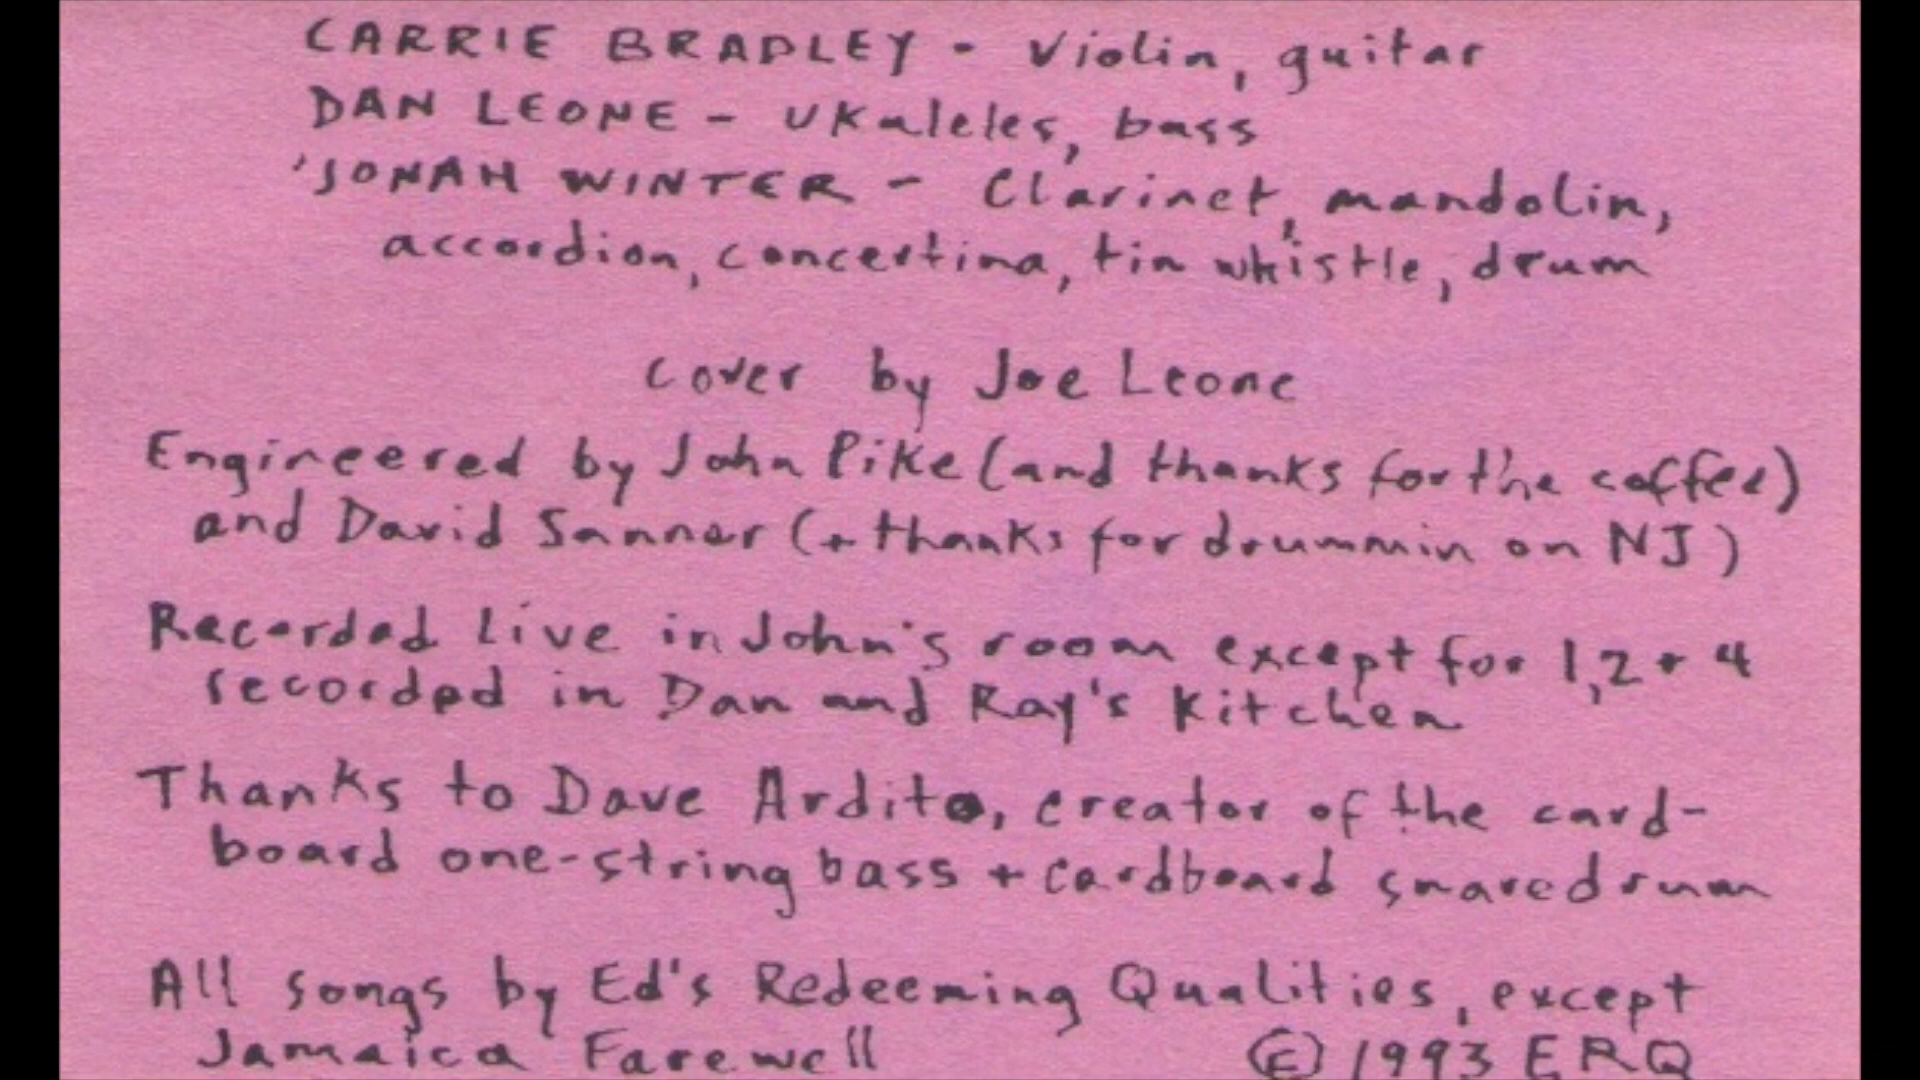 CARRIE BRADLEY - Violin, guitar
DAN LEONE - Ukaleles, bass
'JONAH WINTER - Clarinet, mandolin,
accordion, concertina, tin whistle, drum
cover by Joe Leone
Engineered by John Pike (and thanks for the coffee)
and David Sanner (+ thanks for drummin on NJ)
Recorded Live in John's room except for 1, 2 + 4
recorded in Dan and Ray's Kitchen
Thanks to Dave Ardito, creator of the card-
board one-string bass + cardboard snare drum
All songs by Ed's Redeeming Qualities, except
Jamaica Farewell © 1993 ERQ